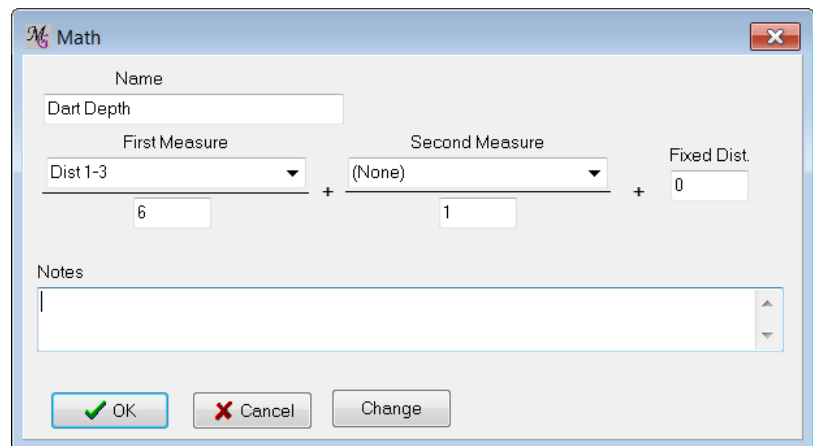 Math
Name
Dart Depth
First Measure
Second Measure
Fixed Dist.
Dist 1-3
+
(None)
+
0
6
1
Notes
OK
Cancel
Change